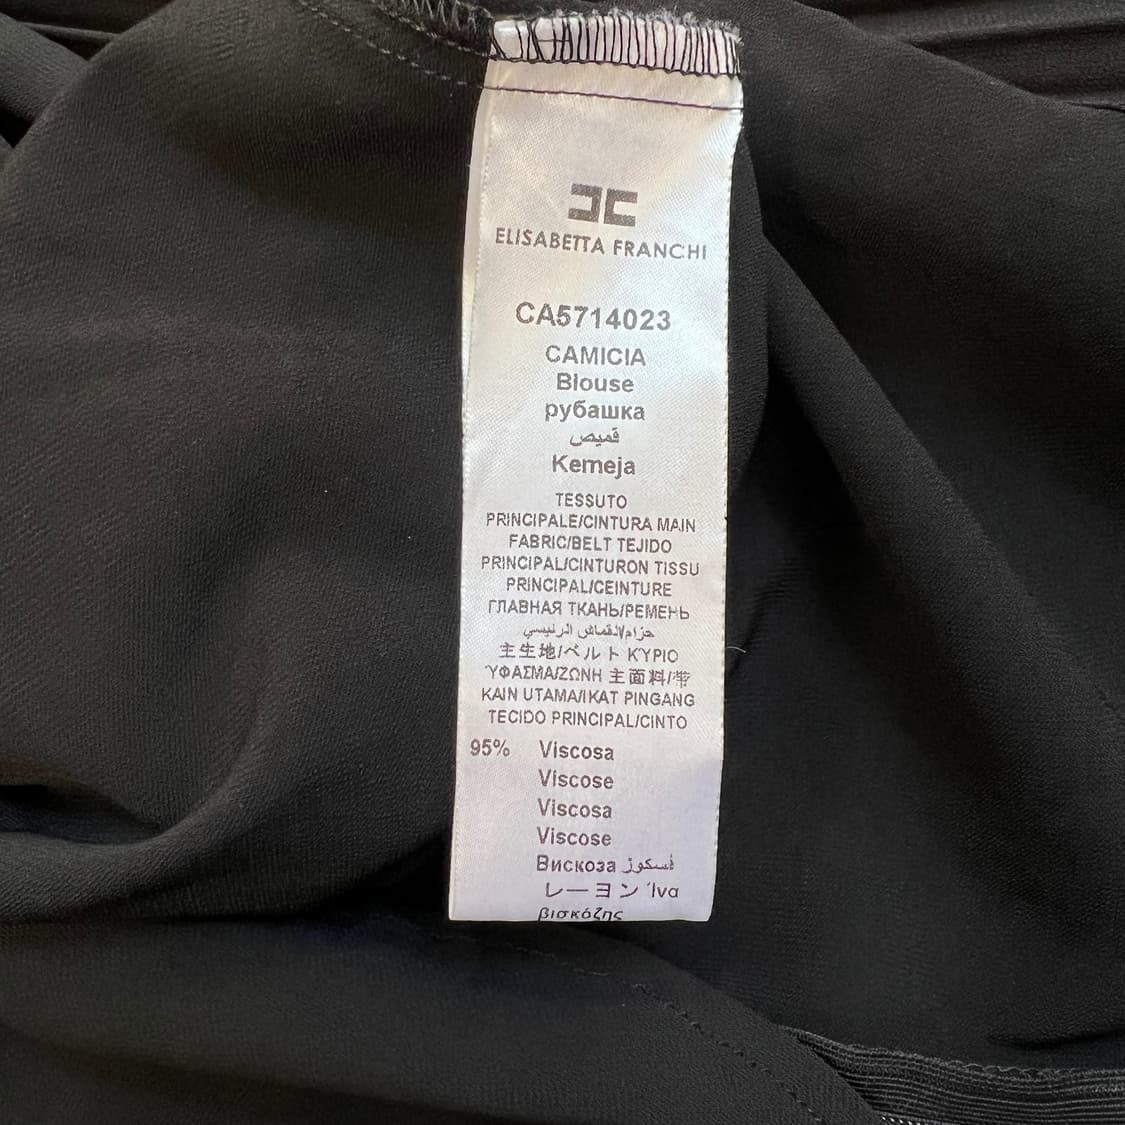 ELISABETTA FRANCHI
CA5714023
CAMICIA
Blouse
рубашка
قميص
Kemeja
TESSUTO
PRINCIPALE/CINTURA MAIN
FABRIC/BELT TEJIDO
PRINCIPAL/CINTURON TISSU
PRINCIPAL/CEINTURE
ГЛАВНАЯ ТКАНЬ/РЕМЕНЬ
حزام/القماش الرئيسي
主生地/ベルト ΚΎΡΙΟ
ΎΦΑΣΜΑ/ΖΩΝΗ 主面料/带
KAIN UTAMA/IKAT PINGANG
TECIDO PRINCIPAL/CINTO
95% Viscosa
Viscose
Viscosa
Viscose
Вискоза فسكوز
レーヨン Ίνα
βισκόζης